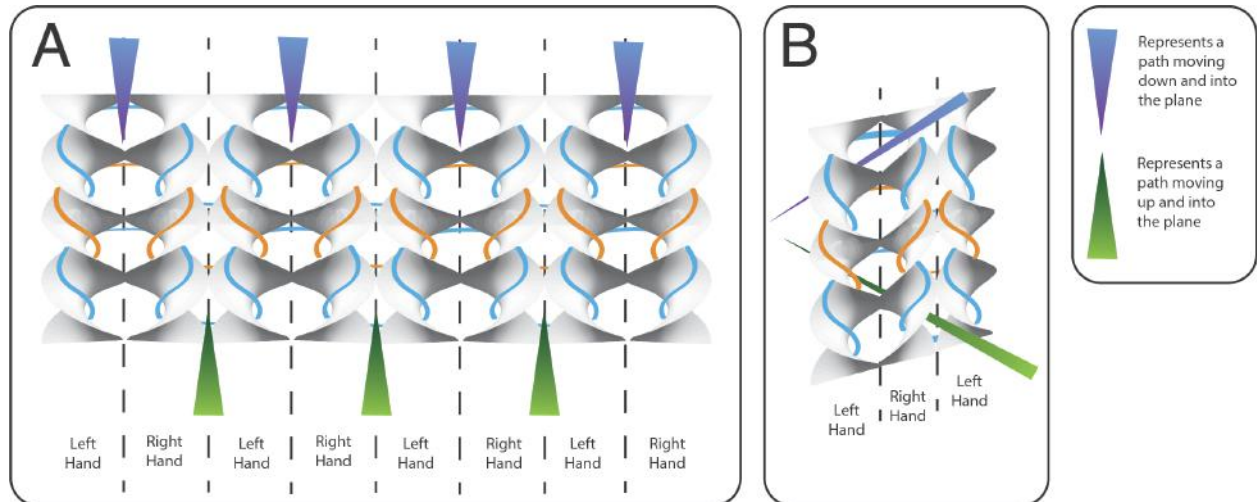 A
Left
Hand
Right
Hand
Left
Hand
Right
Hand
Left
Hand
Right
Hand
Left
Hand
Right
Hand
B
Left
Hand
Right
Hand
Left
Hand
Represents a
path moving
down and into
the plane
Represents a
path moving
up and into
the plane